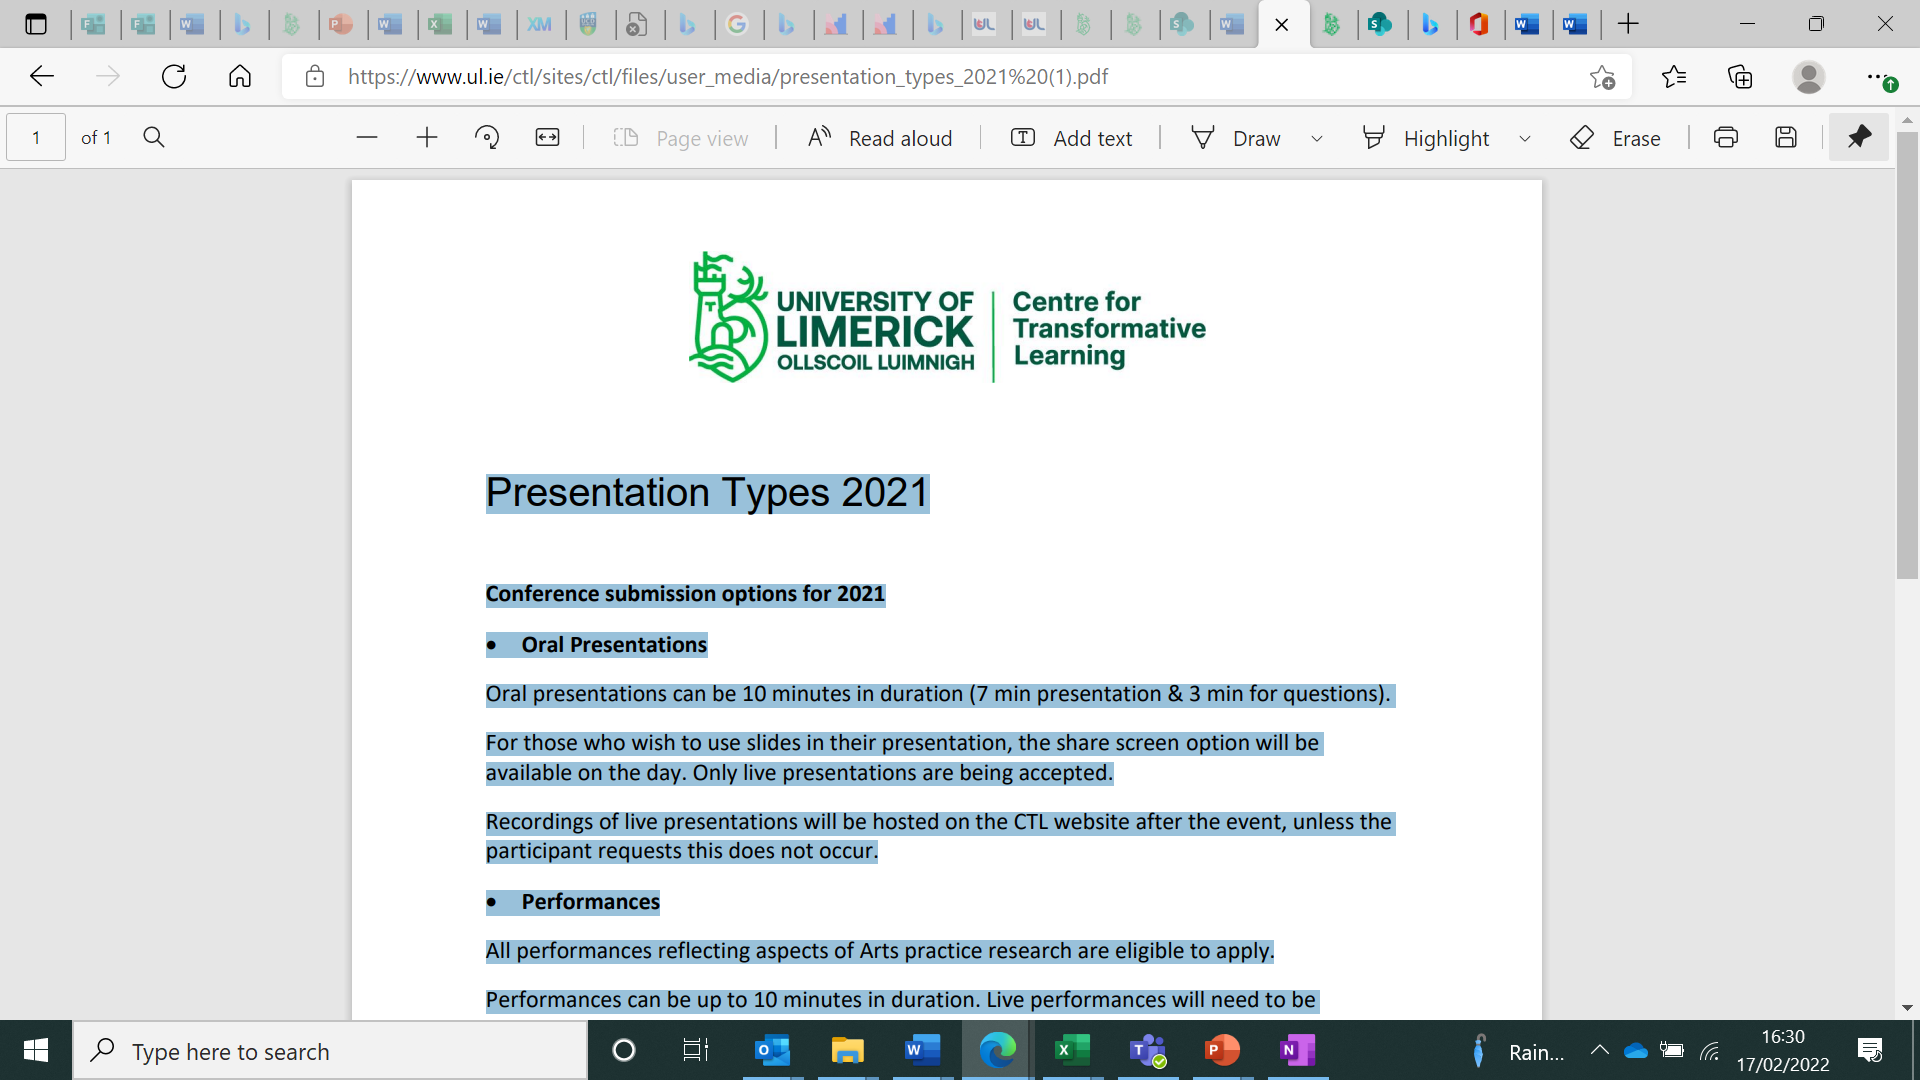 https://www.ul.ie/ctl/sites/ctl/files/user_media/presentation_types_2021%20(1).pdf
1 of 1 Page view Read aloud Add text Draw Highlight Erase
UNIVERSITY OF
LIMERICK
OLLSCOIL LUIMNIGH
Centre for
Transformative
Learning
Presentation Types 2021
Conference submission options for 2021
• Oral Presentations
Oral presentations can be 10 minutes in duration (7 min presentation & 3 min for questions).
For those who wish to use slides in their presentation, the share screen option will be
available on the day. Only live presentations are being accepted.
Recordings of live presentations will be hosted on the CTL website after the event, unless the
participant requests this does not occur.
• Performances
All performances reflecting aspects of Arts practice research are eligible to apply.
Performances can be up to 10 minutes in duration. Live performances will need to be
Type here to search
Rain...
16:30
17/02/2022